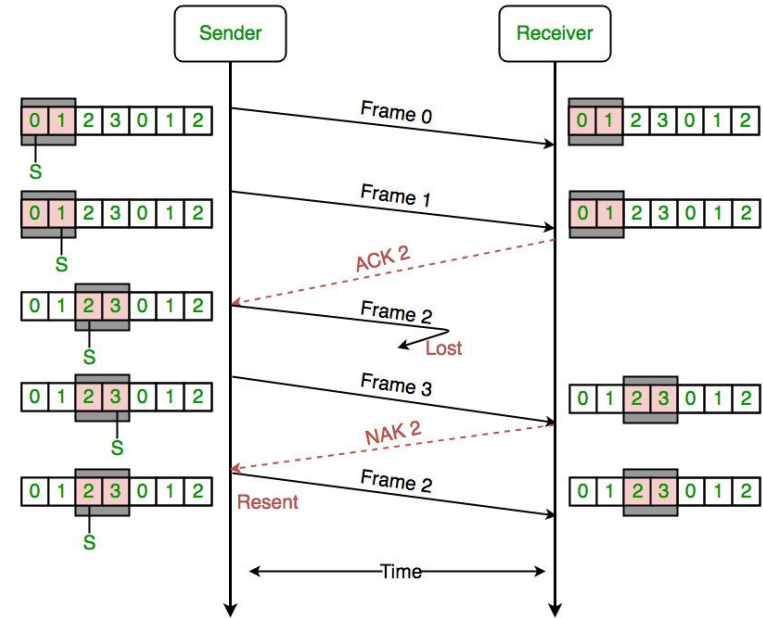 Sender Receiver
0 1 2 3 0 1 2 Frame 0 0 1 2 3 0 1 2
S
0 1 2 3 0 1 2 Frame 1 0 1 2 3 0 1 2
S
ACK 2
0 1 2 3 0 1 2 Frame 2
Lost
S
0 1 2 3 0 1 2 Frame 3 0 1 2 3 0 1 2
S
NAK 2
0 1 2 3 0 1 2 Frame 2 0 1 2 3 0 1 2
Resent
S
Time